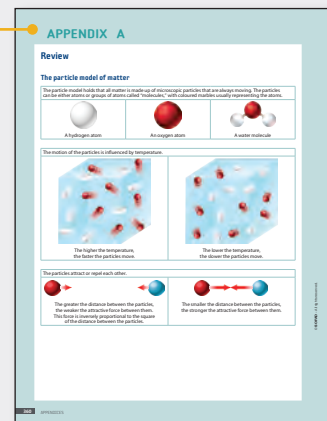 APPENDIX A
Review
The particle model of matter
The particle model holds that all matter is made up of microscopic particles that are always moving. The particles
can be either atoms or groups of atoms called "molecules," with coloured marbles usually representing the atoms.
A hydrogen atom
An oxygen atom
A water molecule
The motion of the particles is influenced by temperature.
The higher the temperature,
the faster the particles move.
The lower the temperature,
the slower the particles move.
The particles attract or repel each other.
The greater the distance between the particles,
the weaker the attractive force between them.
This force is inversely proportional to the square
of the distance between the particles.
The smaller the distance between the particles,
the stronger the attractive force between them.
360
APPENDICES